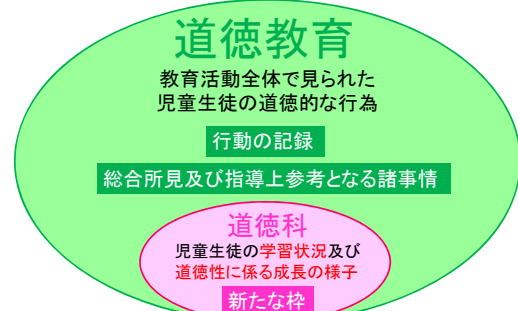 道徳教育
教育活動全体で見られた
児童生徒の道徳的な行為
行動の記録
総合所見及び指導上参考となる諸事情
道徳科
児童生徒の学習状況及び
道徳性に係る成長の様子
新たな枠